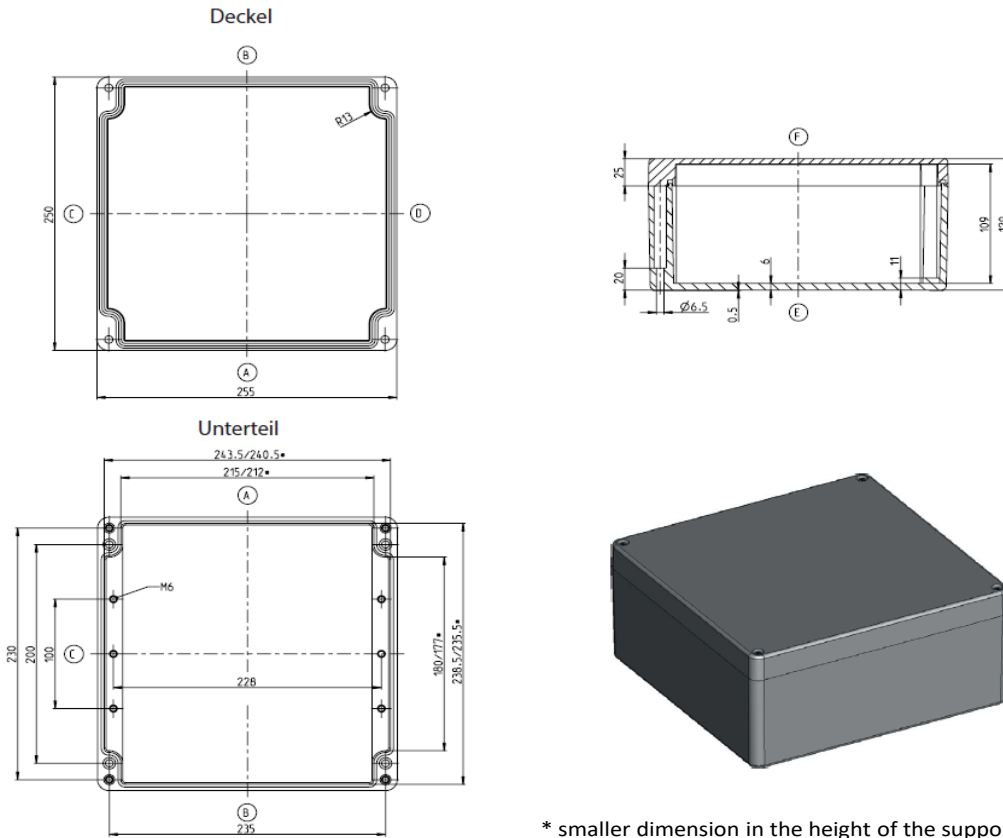 Deckel
B
R13
250
C
D
A
255
F
25
109
6
11
20
Ø6.5
0.5
E
Unterteil
243.5/240.5*
215/212*
A
M6
230
200
100
C
228
180/177*
238.5/235.5*
B
235
* smaller dimension in the height of the